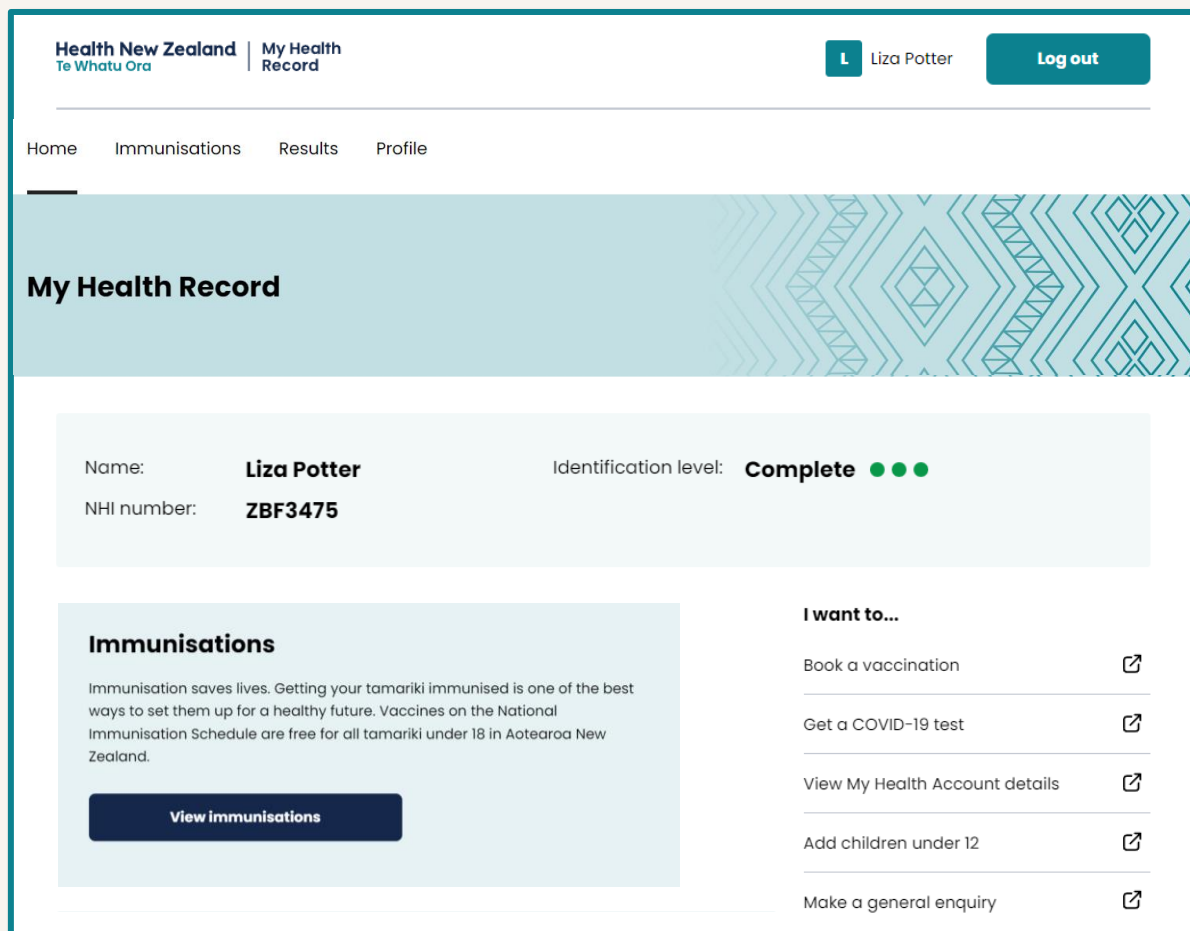 Health New Zealand
Te Whatu Ora
My Health
Record
L
Liza Potter
Log out
Home
Immunisations
Results
Profile
My Health Record
Name:
Liza Potter
Identification level:
Complete
NHI number:
ZBF3475
Immunisations
Immunisation saves lives. Getting your tamariki immunised is one of the best
ways to set them up for a healthy future. Vaccines on the National
Immunisation Schedule are free for all tamariki under 18 in Aotearoa New
Zealand.
View immunisations
I want to...
Book a vaccination
Get a COVID-19 test
View My Health Account details
Add children under 12
Make a general enquiry